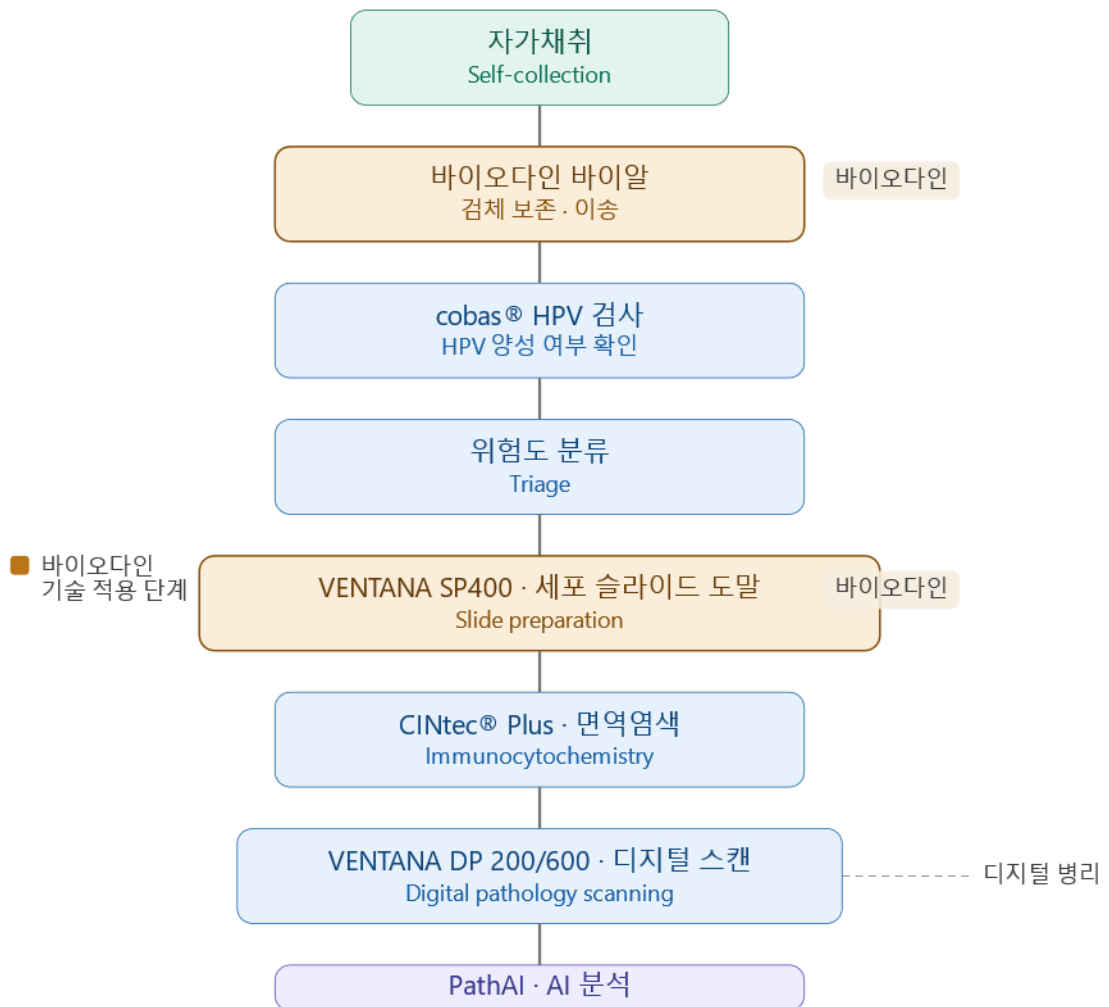 자가채취
Self-collection
바이오다인 바이알
검체 보존 · 이송
바이오다인
cobas® HPV 검사
HPV 양성 여부 확인
위험도 분류
Triage
바이오다인
기술 적용 단계
VENTANA SP400 · 세포 슬라이드 도말
Slide preparation
바이오다인
CINtec® Plus · 면역염색
Immunocytochemistry
VENTANA DP 200/600 · 디지털 스캔
Digital pathology scanning
디지털 병리
PathAI · AI 분석